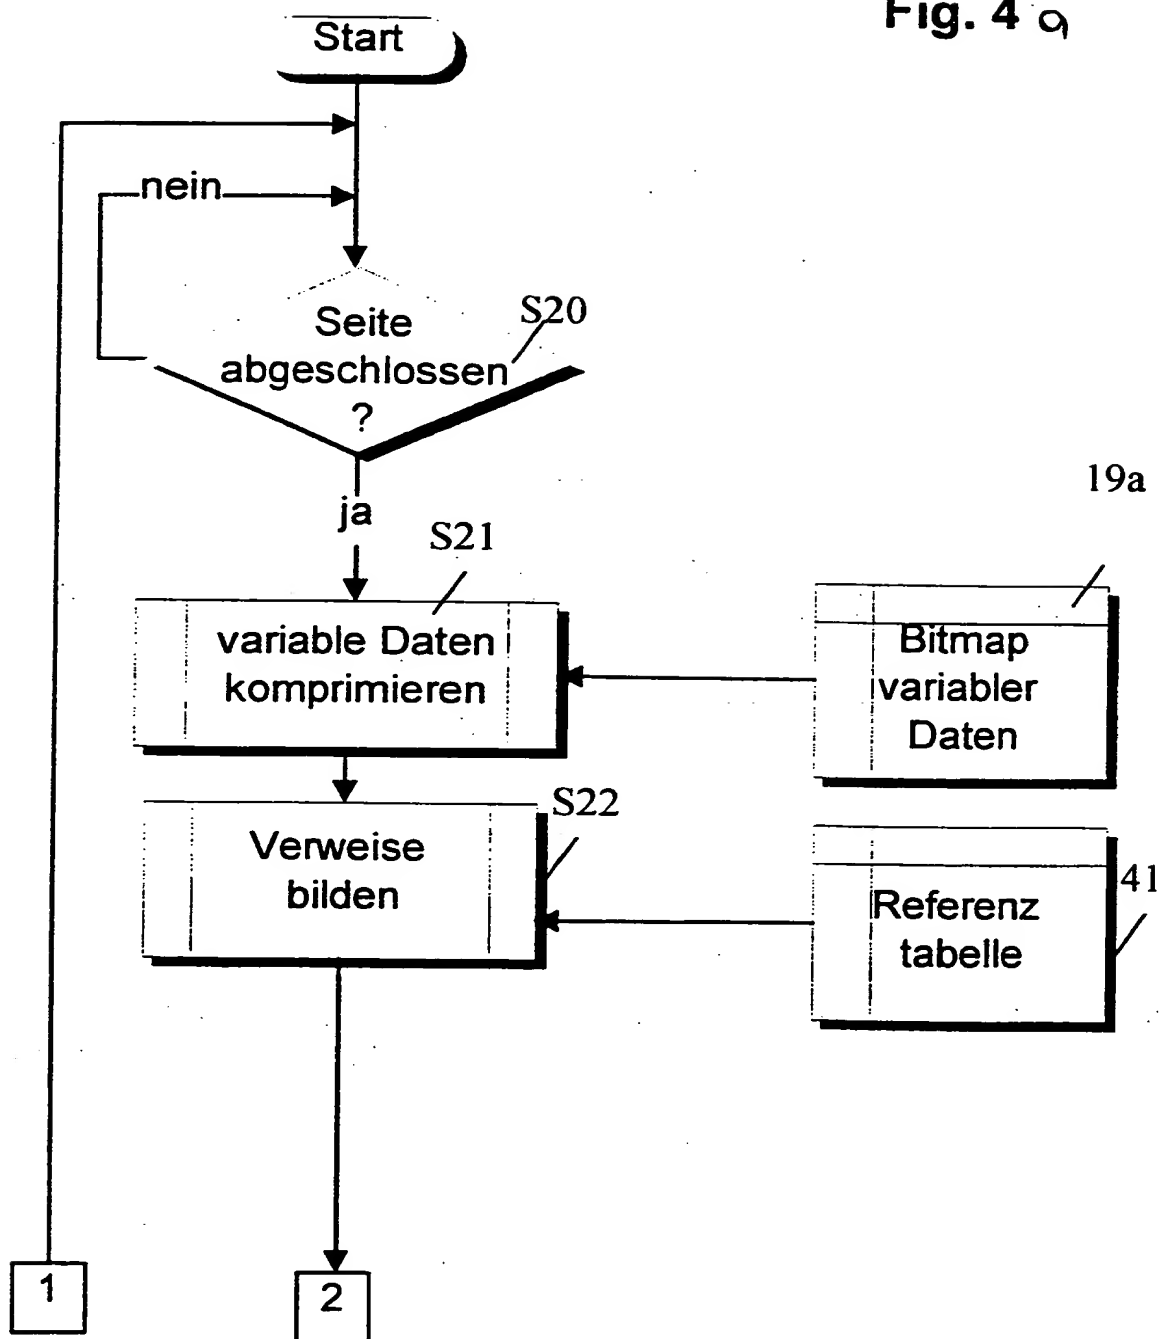 Fig. 4 a
Start
nein
S20
Seite
abgeschlossen
?
ja
S21
variable Daten
komprimieren
19a
Bitmap
variabler
Daten
S22
Verweise
bilden
41
Referenz
tabelle
1
2